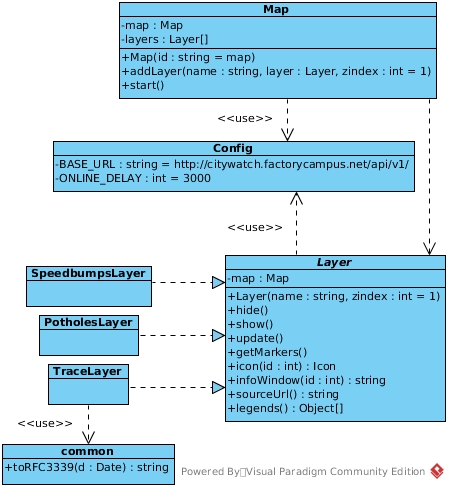 Map
-map : Map
-layers : Layer[]
+Map(id : string = map)
+addLayer(name : string, layer : Layer, zindex : int = 1)
+start()
<<use>>
Config
-BASE_URL : string = http://citywatch.factorycampus.net/api/v1/
-ONLINE_DELAY : int = 3000
<<use>>
Layer
-map : Map
+Layer(name : string, zindex : int = 1)
+hide()
+show()
+update()
+getMarkers()
+icon(id : int) : Icon
+infoWindow(id : int) : string
+sourceUrl() : string
+legends() : Object[]
SpeedbumpsLayer
PotholesLayer
TraceLayer
<<use>>
common
+toRFC3339(d : Date) : string
Powered By Visual Paradigm Community Edition